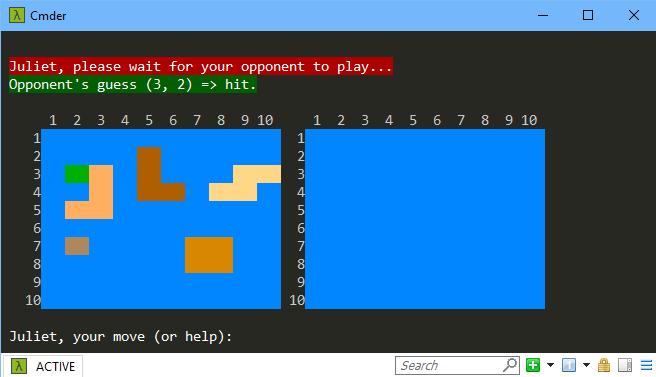 Cmder
Juliet, please wait for your opponent to play...
Opponent's guess (3, 2) => hit.
1 2 3 4 5 6 7 8 9 10 1 2 3 4 5 6 7 8 9 10
1 1
2 2
3 3
4 4
5 5
6 6
7 7
8 8
9 9
10 10
Juliet, your move (or help):
λ ACTIVE Search 1